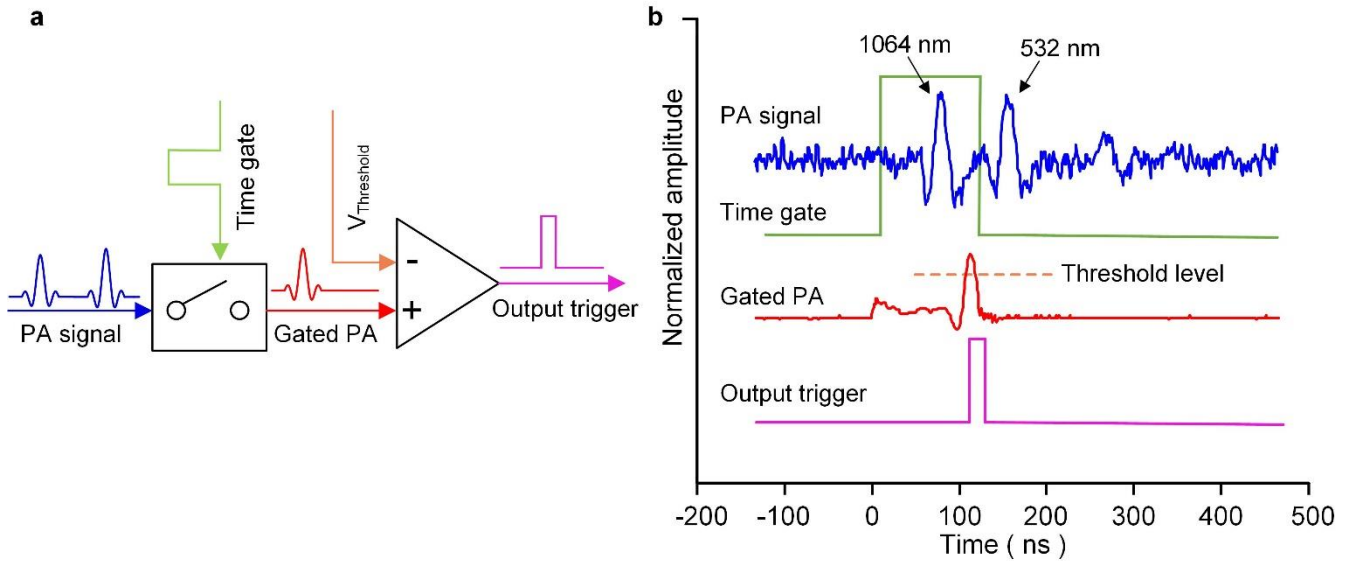 a
Time gate
V_Threshold
PA signal
Gated PA
-
+
Output trigger
b
1064 nm
532 nm
PA signal
Time gate
Threshold level
Gated PA
Output trigger
Normalized amplitude
-200 -100 0 100 200 300 400 500
Time ( ns )